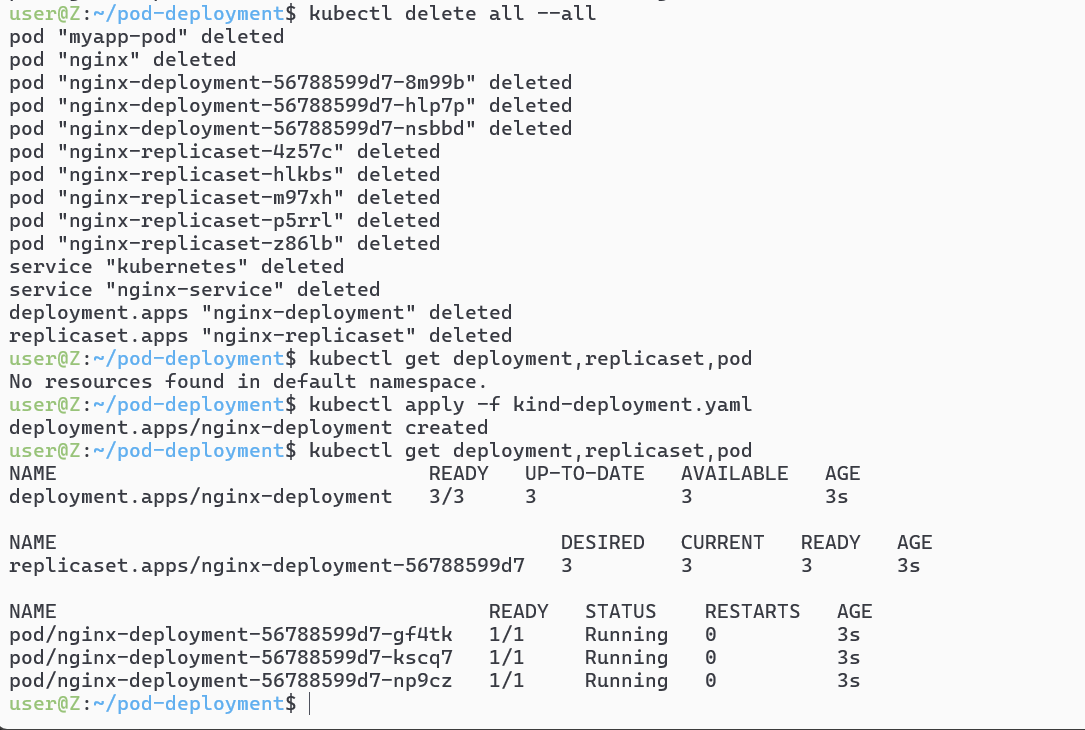 user@Z:~/pod-deployment$ kubectl delete all --all
pod "myapp-pod" deleted
pod "nginx" deleted
pod "nginx-deployment-56788599d7-8m99b" deleted
pod "nginx-deployment-56788599d7-hlp7p" deleted
pod "nginx-deployment-56788599d7-nsbbd" deleted
pod "nginx-replicaset-4z57c" deleted
pod "nginx-replicaset-hlkbs" deleted
pod "nginx-replicaset-m97xh" deleted
pod "nginx-replicaset-p5rrl" deleted
pod "nginx-replicaset-z86lb" deleted
service "kubernetes" deleted
service "nginx-service" deleted
deployment.apps "nginx-deployment" deleted
replicaset.apps "nginx-replicaset" deleted
user@Z:~/pod-deployment$ kubectl get deployment,replicaset,pod
No resources found in default namespace.
user@Z:~/pod-deployment$ kubectl apply -f kind-deployment.yaml
deployment.apps/nginx-deployment created
user@Z:~/pod-deployment$ kubectl get deployment,replicaset,pod
NAME                               READY   UP-TO-DATE   AVAILABLE   AGE
deployment.apps/nginx-deployment   3/3     3            3           3s

NAME                                          DESIRED   CURRENT   READY   AGE
replicaset.apps/nginx-deployment-56788599d7   3         3         3       3s

NAME                                    READY   STATUS    RESTARTS   AGE
pod/nginx-deployment-56788599d7-gf4tk   1/1     Running   0          3s
pod/nginx-deployment-56788599d7-kscq7   1/1     Running   0          3s
pod/nginx-deployment-56788599d7-np9cz   1/1     Running   0          3s
user@Z:~/pod-deployment$